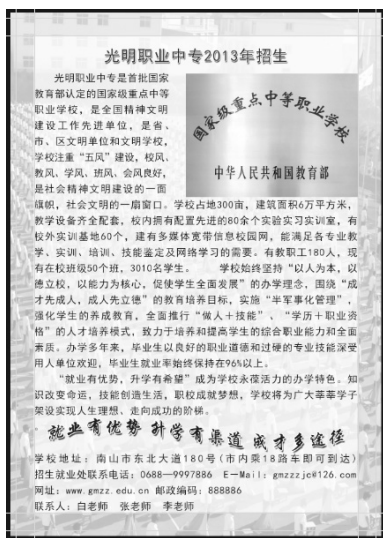 光明职业中专2013年招生
光明职业中专是首批国家
教育部认定的国家级重点中等
职业学校，是全国精神文明
建设工作先进单位，是省、
市、区文明单位和文明学校，
学校注重“五风”建设，校风、
教风、学风、班风、会风良好，
是社会精神文明建设的一面
国家级重点中等职业学校
中华人民共和国教育部
旗帜，社会文明的一扇窗口。学校占地300亩，建筑面积6万平方米，
教学设备齐全配套，校内拥有配置先进的80余个实验实习实训室，有
校外实训基地60个，建有多媒体宽带信息校园网，能满足各专业教
学、实训、培训、技能鉴定及网络学习的需要。有教职工180人，现
有在校班级50个班，3010名学生。 学校始终坚持“以人为本，以
德立校，以能力为核心，促使学生全面发展”的办学理念，围绕“成
才先成人，成人先立德”的教育培养目标，实施“半军事化管理”，
强化学生的养成教育，全面推行“做人＋技能”、“学历＋职业资
格”的人才培养模式，致力于培养和提高学生的综合职业能力和全面
素质。办学多年来，毕业生以良好的职业道德和过硬的专业技能深受
用人单位欢迎，毕业生就业率始终保持在96%以上。
“就业有优势，升学有希望”成为学校永葆活力的办学特色。知
识改变命运，技能创造生活，职校成就梦想，学校将为广大莘莘学子
架设实现人生理想、走向成功的阶梯。
就业有优势 升学有渠道 成才多途径
学校地址：南山市东北大道180号(市内乘18路车即可到达)
招生就业处联系电话：0688—9997886 E－Mail：gmzzzjc@126.com
网址：www.gmzz.edu.cn 邮政编码：888886
联系人：白老师 张老师 李老师